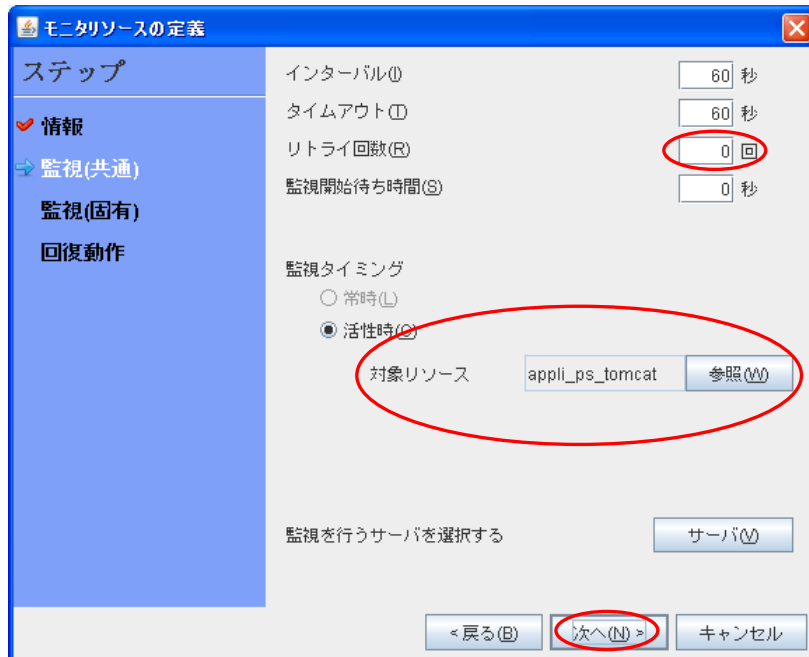 モニタリソースの定義
ステップ
情報
監視(共通)
監視(固有)
回復動作
インターバル(I) 60 秒
タイムアウト(T) 60 秒
リトライ回数(R) 0 回
監視開始待ち時間(S) 0 秒
監視タイミング
常時(L)
活性時(C)
対象リソース appli_ps_tomcat 参照(W)
監視を行うサーバを選択する サーバ(V)
<戻る(B) 次へ(N)> キャンセル